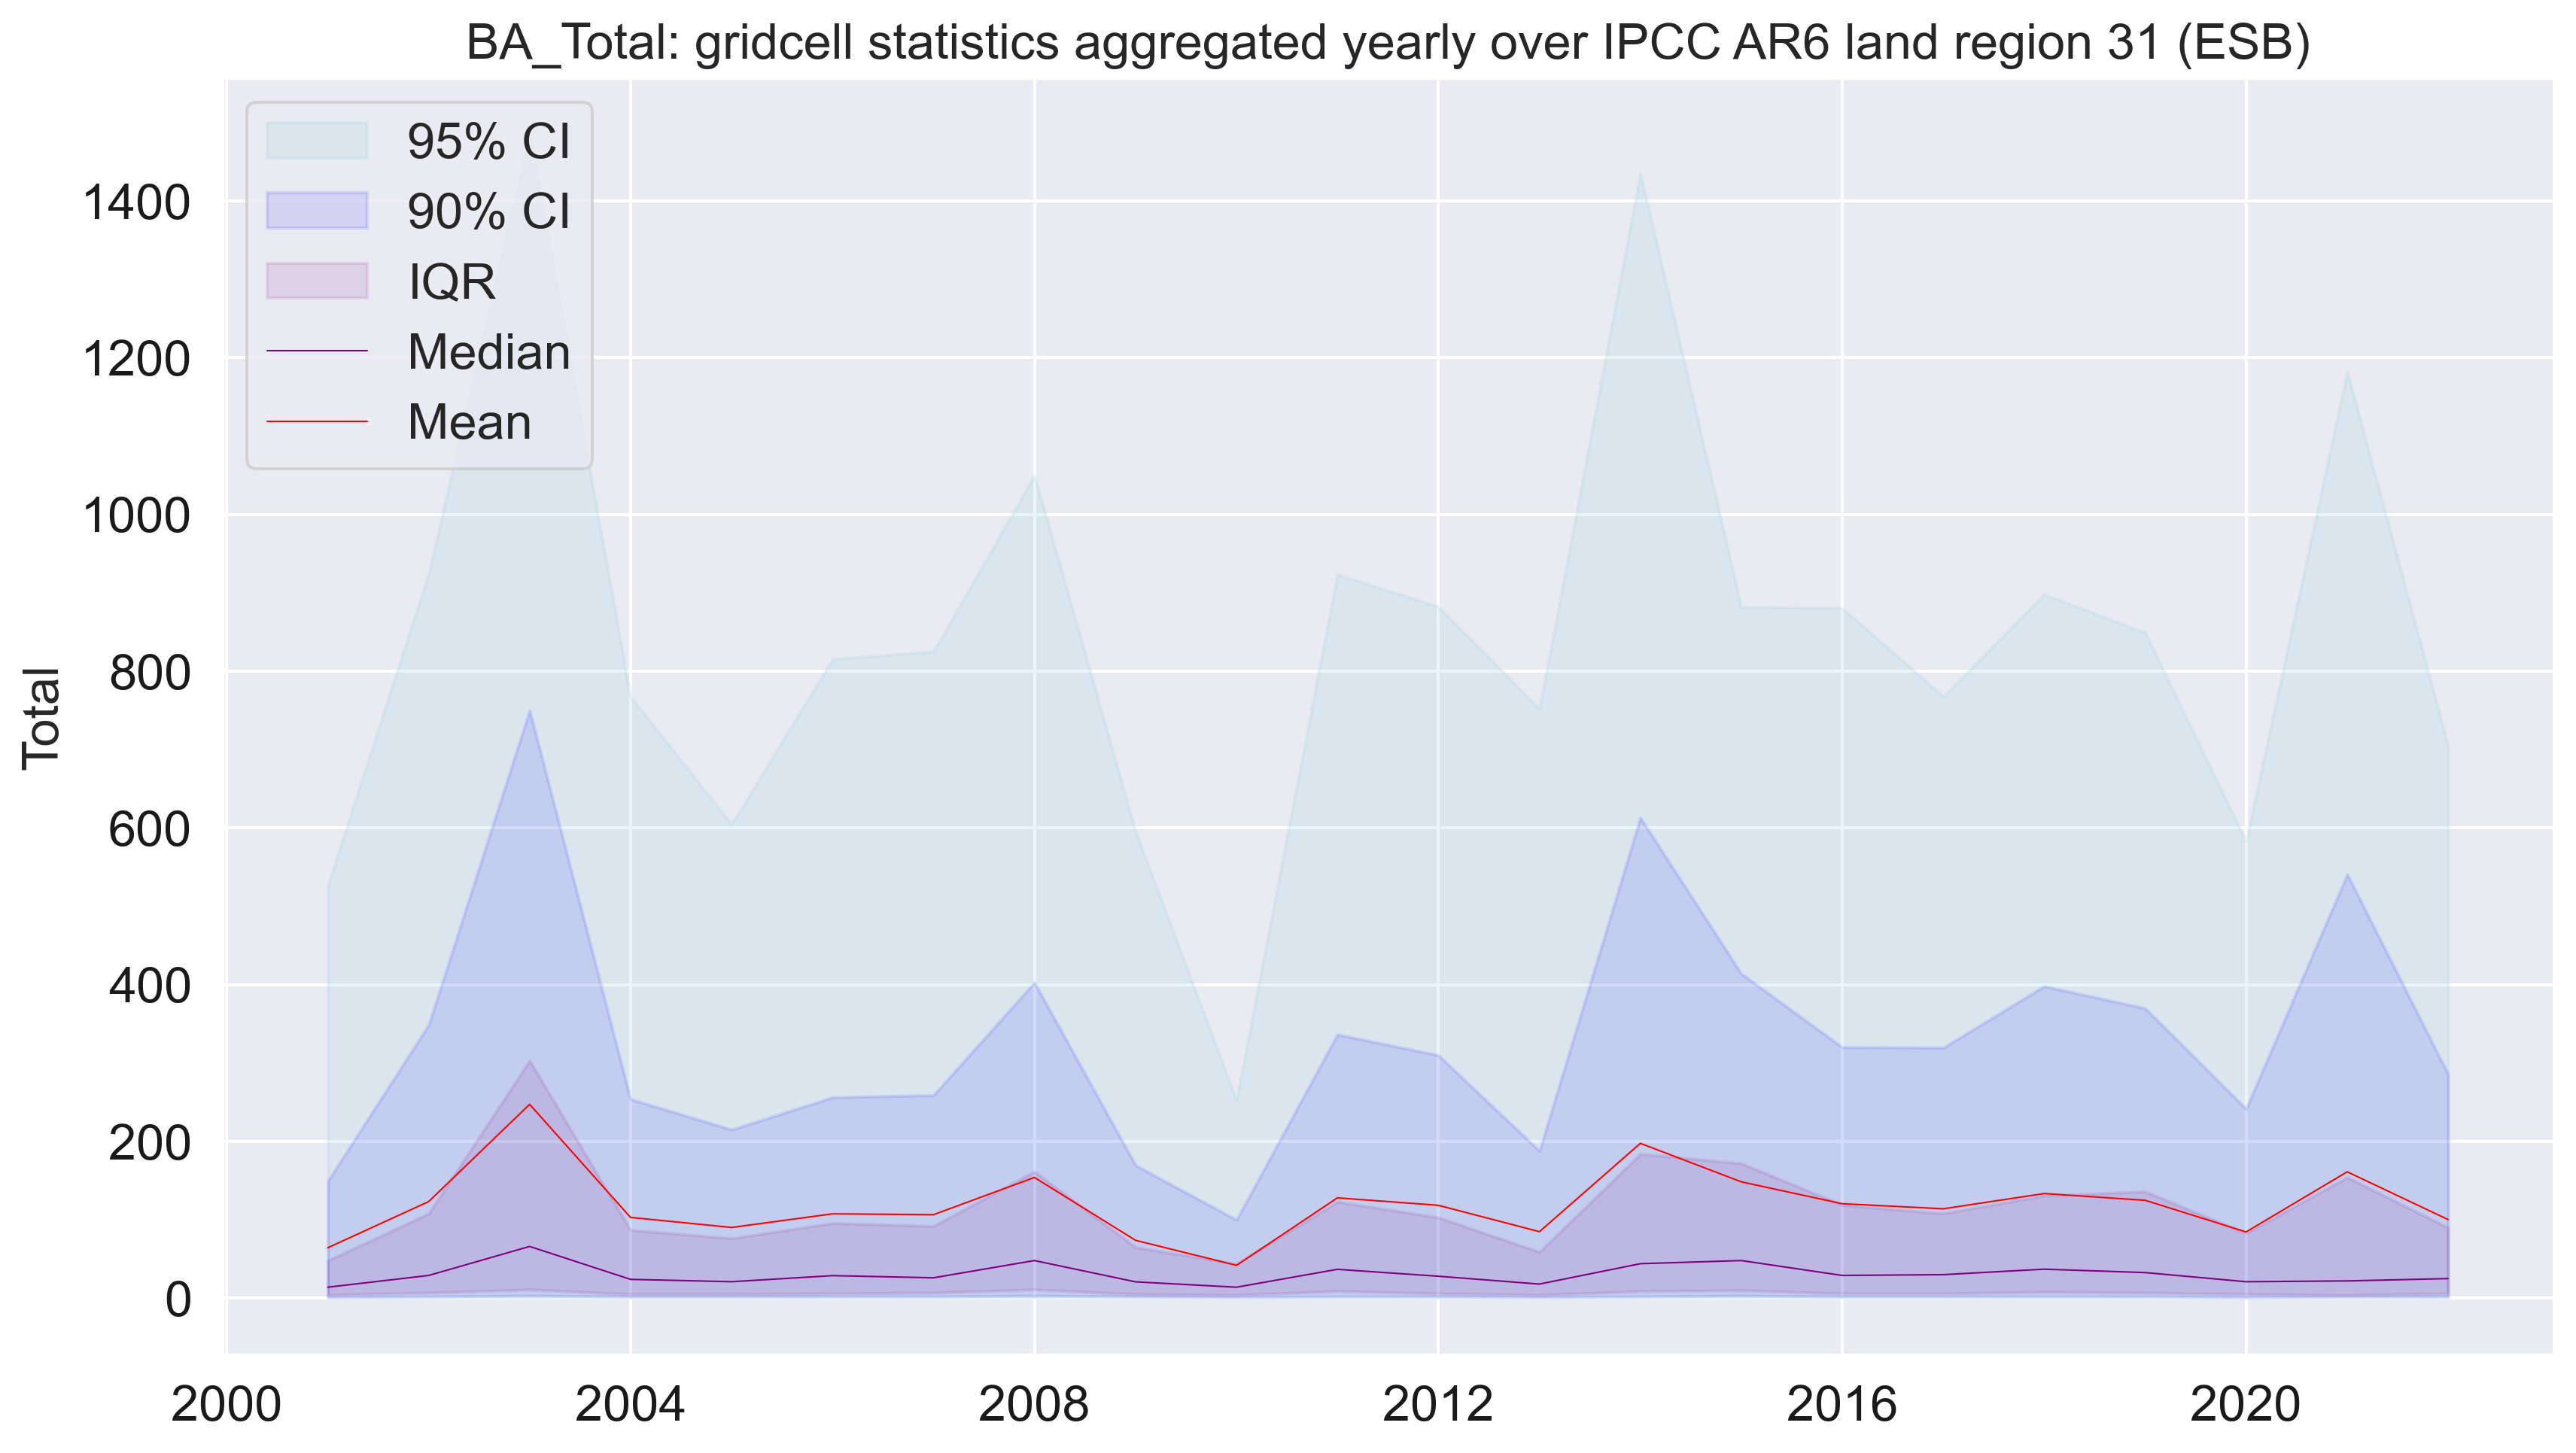 BA_Total: gridcell statistics aggregated yearly over IPCC AR6 land region 31 (ESB)
95% CI
90% CI
IQR
Median
Mean
Total
1400
1200
1000
800
600
400
200
0
2000 2004 2008 2012 2016 2020